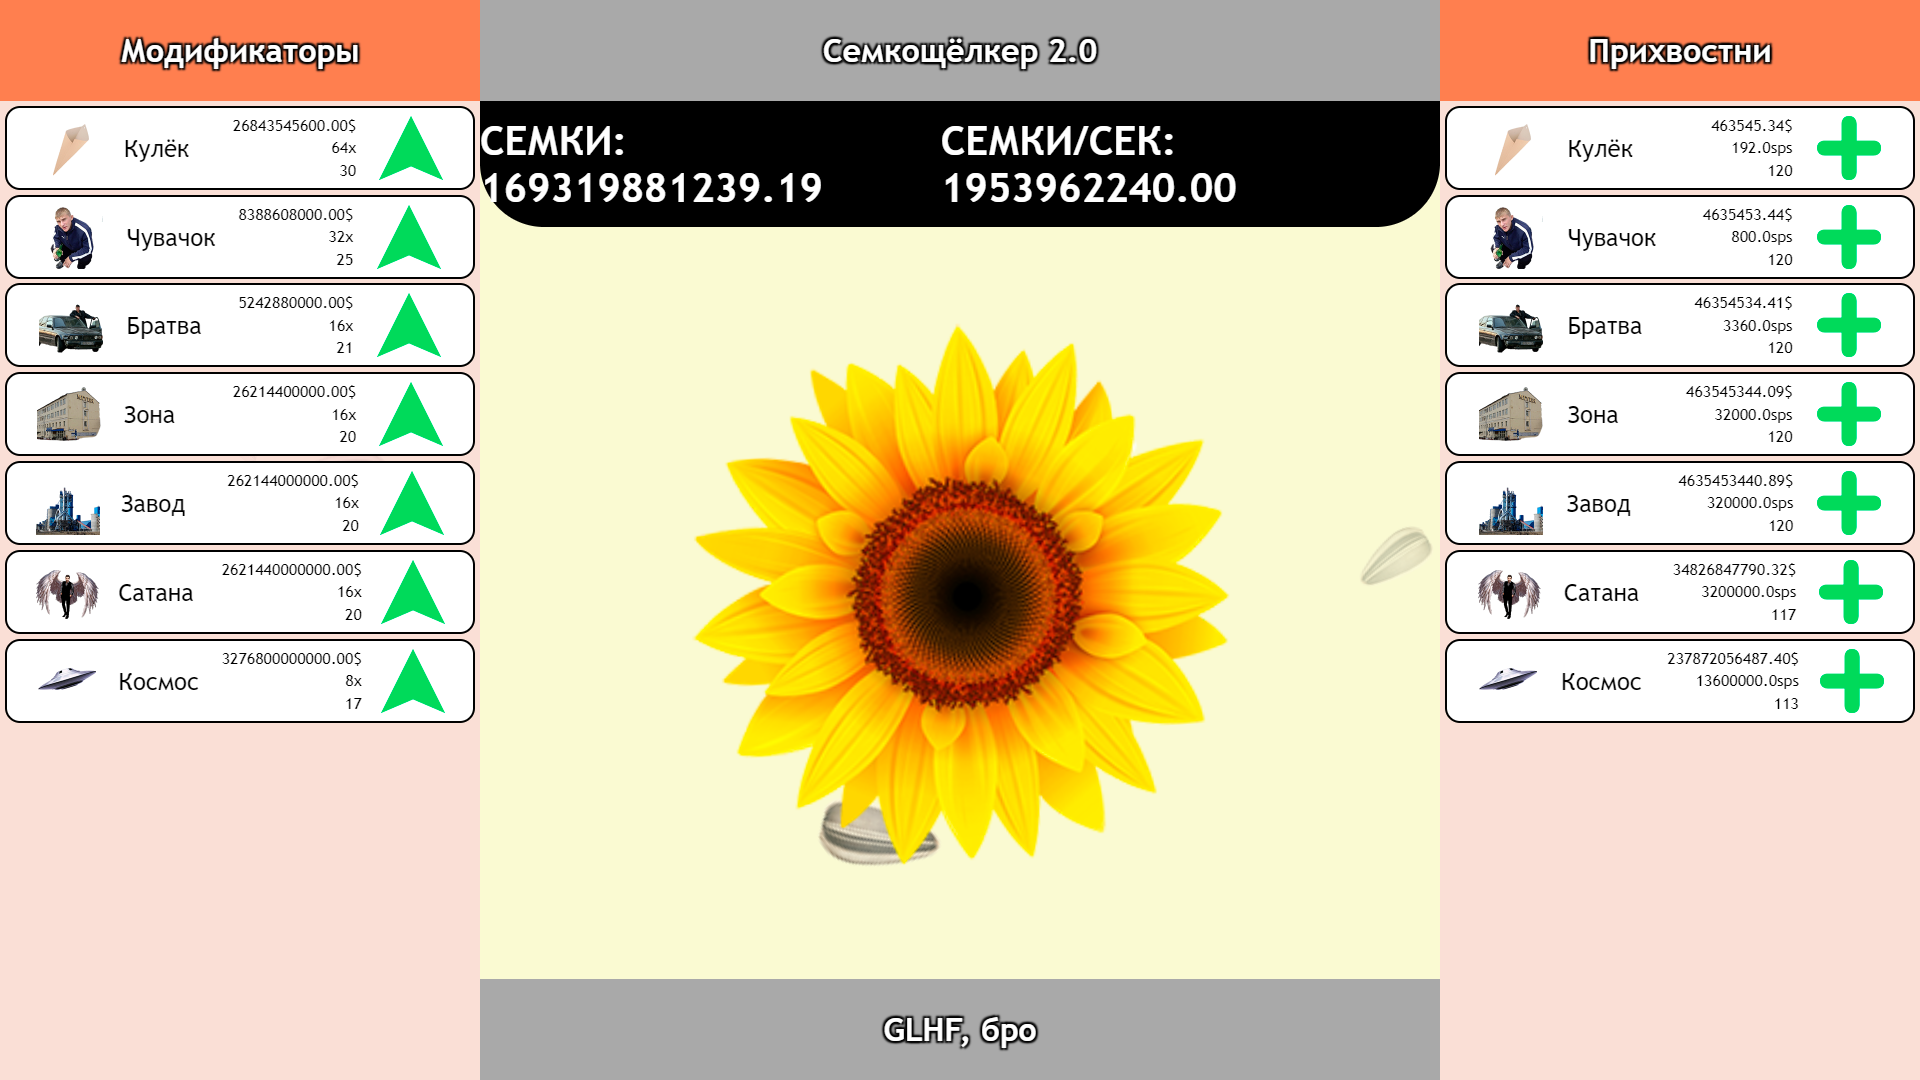 Модификаторы
Кулёк
26843545600.00$
64x
30
Чувачок
8388608000.00$
32x
25
Братва
5242880000.00$
16x
21
Зона
26214400000.00$
16x
20
Завод
262144000000.00$
16x
20
Сатана
2621440000000.00$
16x
20
Космос
3276800000000.00$
8x
17
Семкощёлкер 2.0
СЕМКИ:
169319881239.19
СЕМКИ/СЕК:
1953962240.00
GLHF, бро
Прихвостни
Кулёк
463545.34$
192.0sps
120
Чувачок
4635453.44$
800.0sps
120
Братва
46354534.41$
3360.0sps
120
Зона
463545344.09$
32000.0sps
120
Завод
4635453440.89$
320000.0sps
120
Сатана
34826847790.32$
3200000.0sps
117
Космос
237872056487.40$
13600000.0sps
113